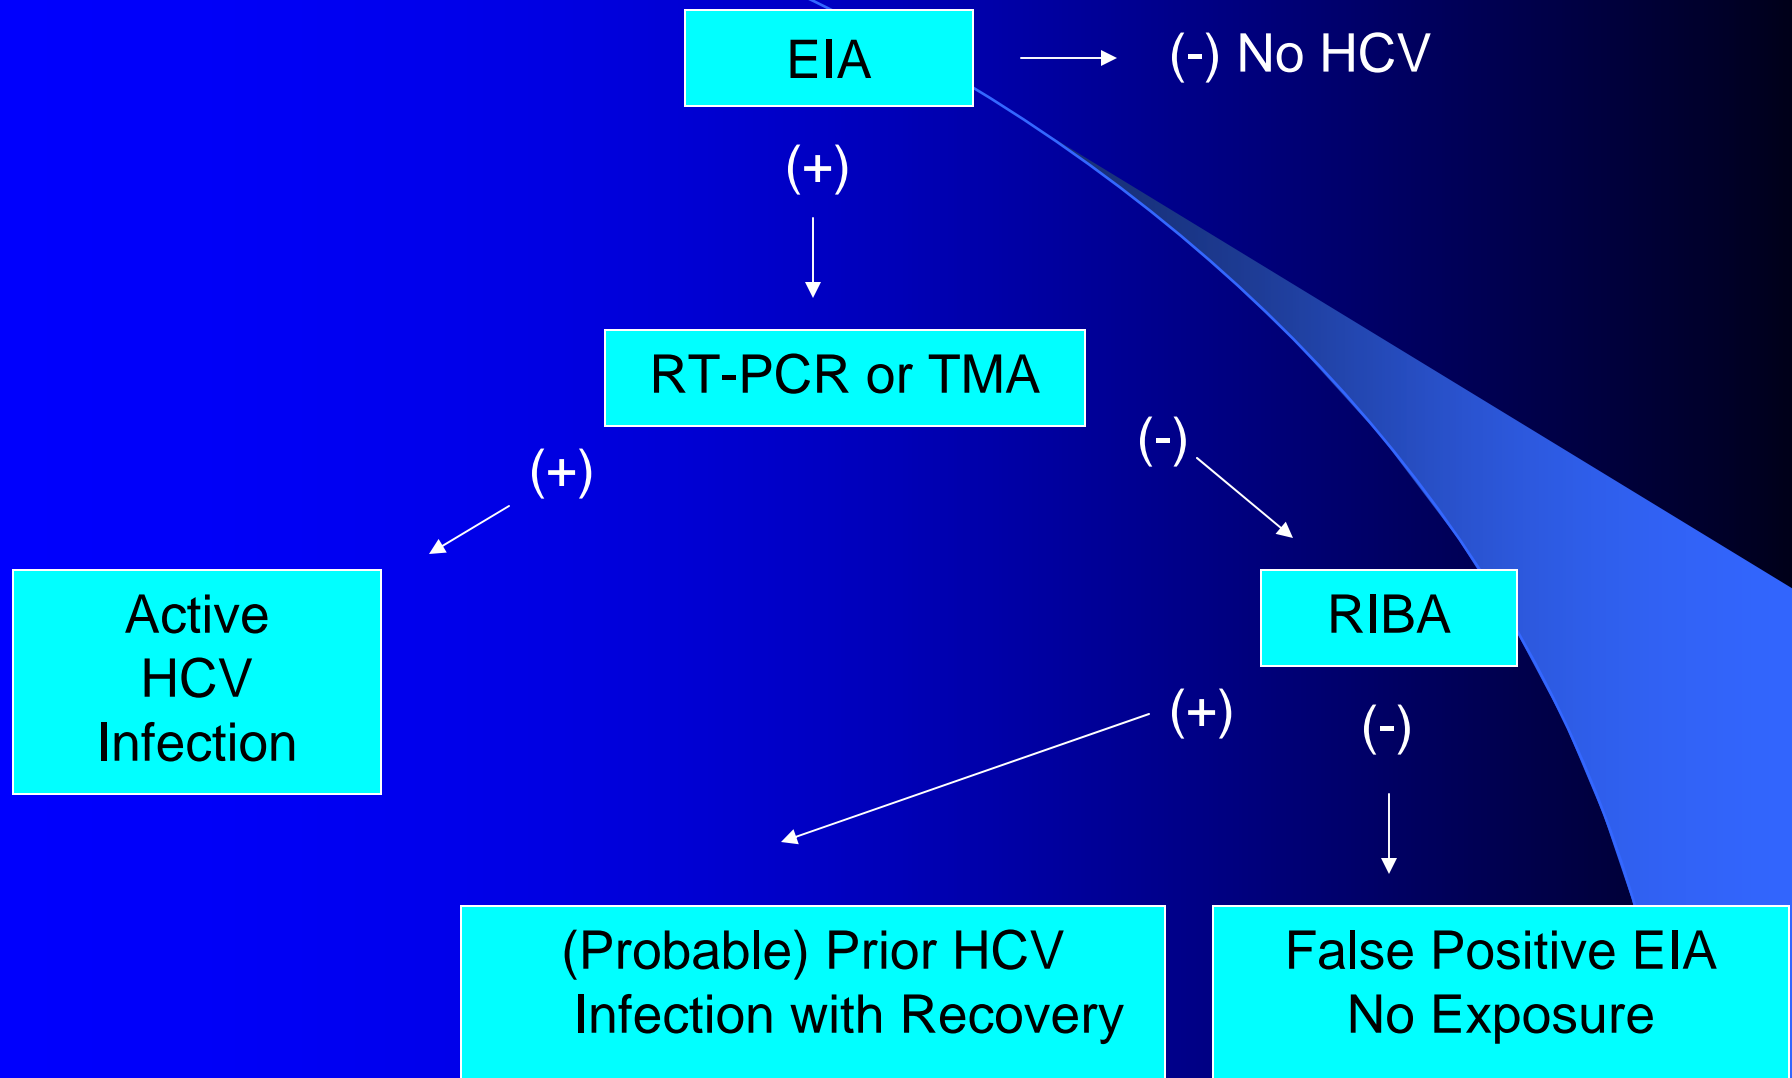 EIA
(-) No HCV
(+)
RT-PCR or TMA
(-)
(+)
Active
HCV
Infection
RIBA
(+)
(-)
(Probable) Prior HCV
Infection with Recovery
False Positive EIA
No Exposure